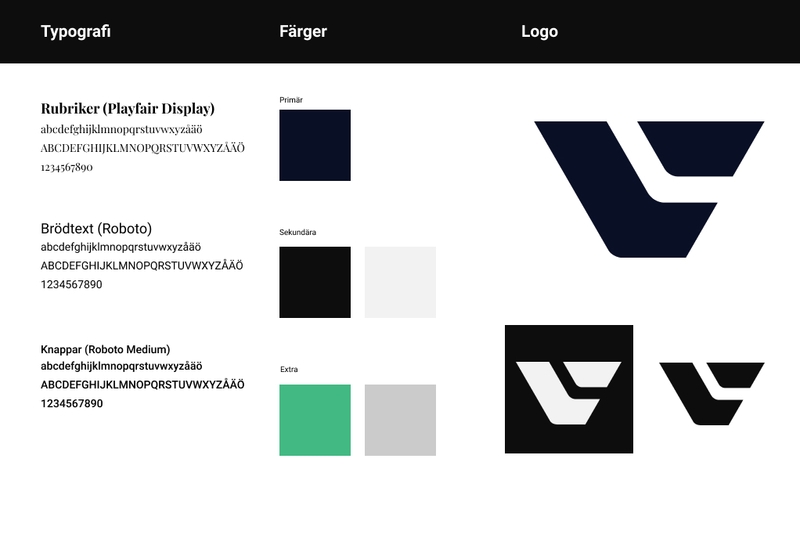 Typografi
Färger
Logo
Rubriker (Playfair Display)
abcdefghijklmnopqrstuvwxyzåäö
ABCDEFGHIJKLMNOPQRSTUVWXYZÅÄÖ
1234567890
Brödtext (Roboto)
abcdefghijklmnopqrstuvwxyzåäö
ABCDEFGHIJKLMNOPQRSTUVWXYZÅÄÖ
1234567890
Knappar (Roboto Medium)
abcdefghijklmnopqrstuvwxyzåäö
ABCDEFGHIJKLMNOPQRSTUVWXYZÅÄÖ
1234567890
Primär
Sekundära
Extra